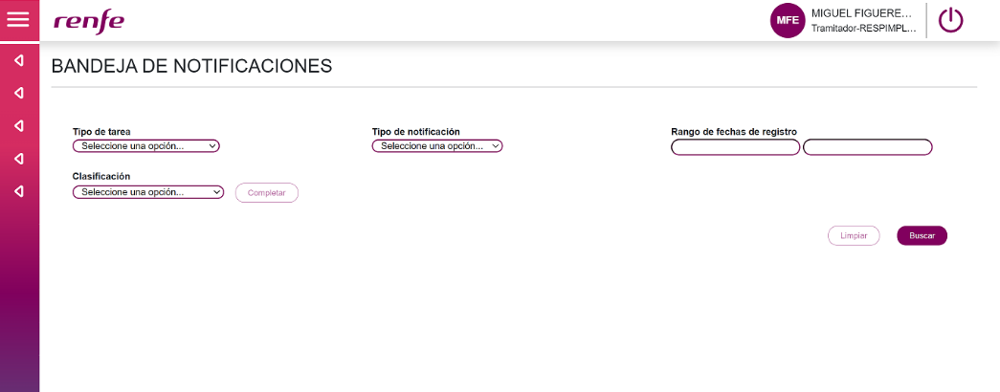 renfe
MFE
MIGUEL FIGUERE...
Tramitador-RESPIMPL...
BANDEJA DE NOTIFICACIONES
Tipo de tarea
Seleccione una opción...
Tipo de notificación
Seleccione una opción...
Rango de fechas de registro
Clasificación
Seleccione una opción...
Completar
Limpiar
Buscar